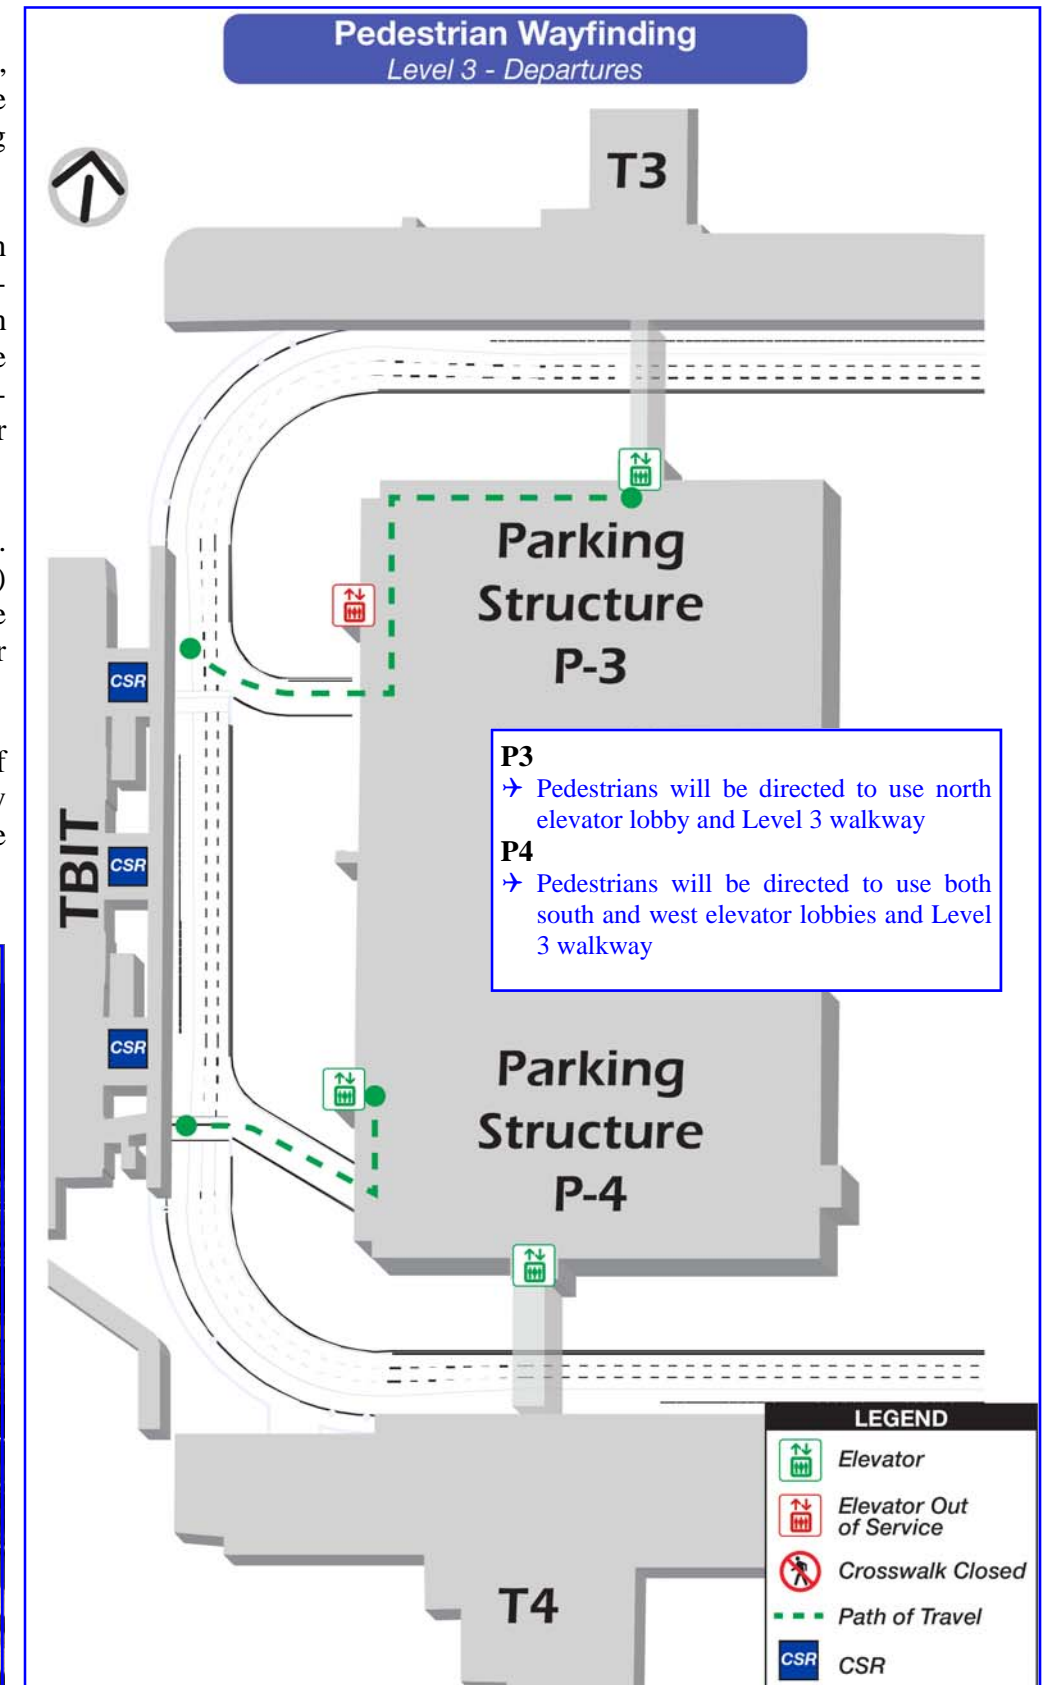 Pedestrian Wayfinding
Level 3 - Departures
T3
Parking
Structure
P-3
CSR
P3
✈ Pedestrians will be directed to use north
elevator lobby and Level 3 walkway
P4
✈ Pedestrians will be directed to use both
south and west elevator lobbies and Level
3 walkway
TBIT
CSR
CSR
Parking
Structure
P-4
T4
LEGEND
Elevator
Elevator Out
of Service
Crosswalk Closed
Path of Travel
CSR CSR